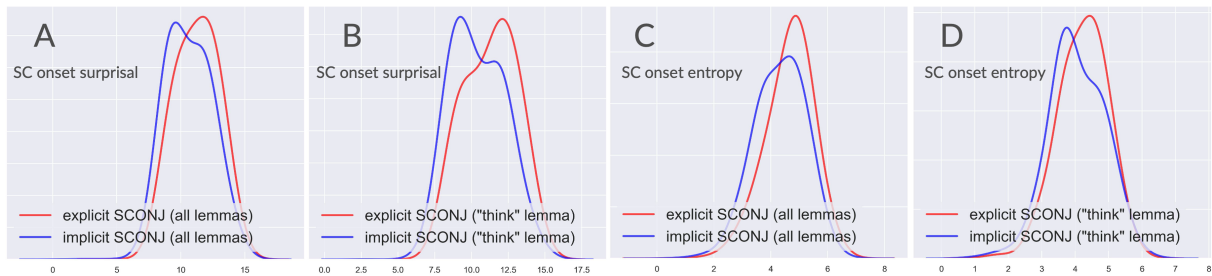 A
SC onset surprisal
explicit SCONJ (all lemmas)
implicit SCONJ (all lemmas)
0 5 10 15
B
SC onset surprisal
explicit SCONJ ("think" lemma)
implicit SCONJ ("think" lemma)
0.0 2.5 5.0 7.5 10.0 12.5 15.0 17.5
C
SC onset entropy
explicit SCONJ (all lemmas)
implicit SCONJ (all lemmas)
0 2 4 6 8
D
SC onset entropy
explicit SCONJ ("think" lemma)
implicit SCONJ ("think" lemma)
0 1 2 3 4 5 6 7 8